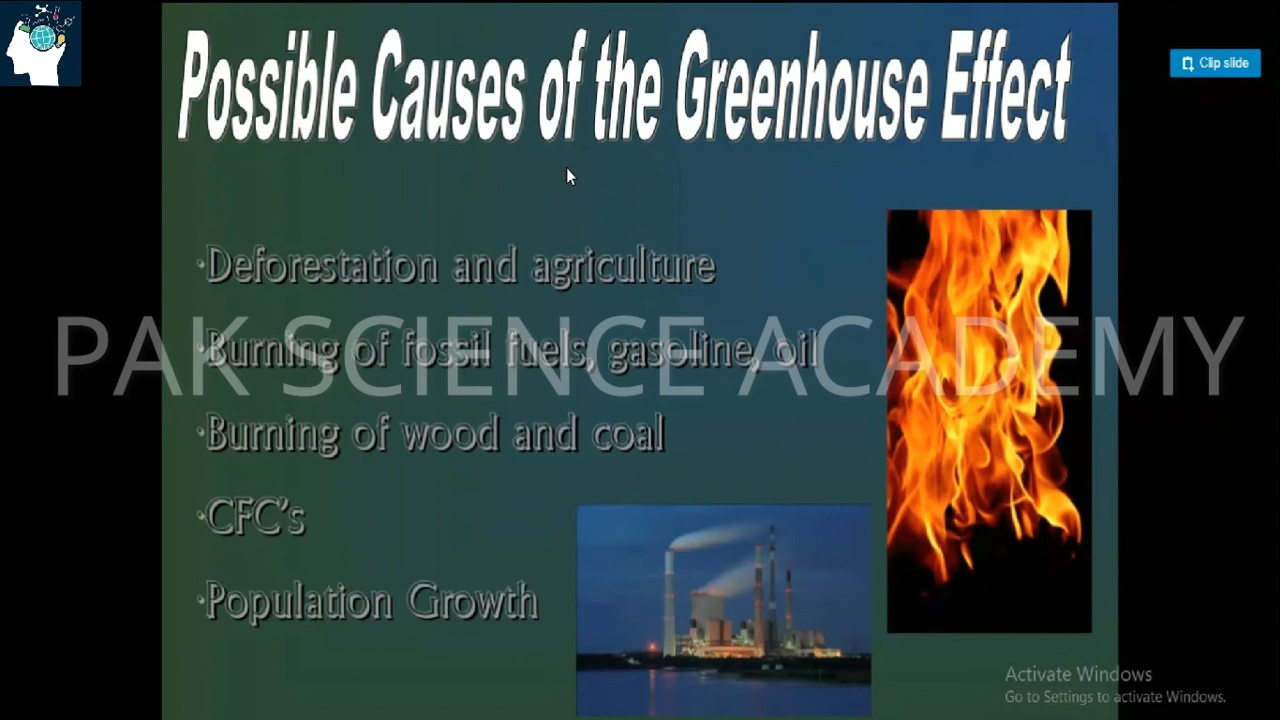 Possible Causes of the Greenhouse Effect
Clip slide
·Deforestation and agriculture
·Burning of fossil fuels, gasoline, oil
PAK SCIENCE ACADEMY
·Burning of wood and coal
·CFC's
·Population Growth
Activate Windows
Go to Settings to activate Windows.